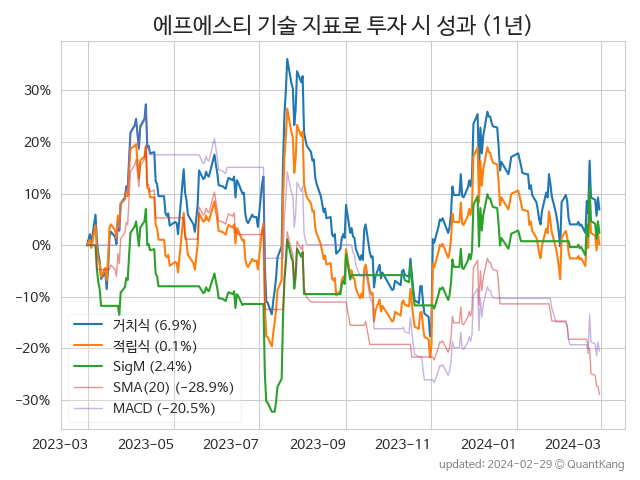 에프에스티 기술 지표로 투자 시 성과 (1년)
30%
20%
10%
0%
−10%
−20%
−30%
거치식 (6.9%)
적립식 (0.1%)
SigM (2.4%)
SMA(20) (−28.9%)
MACD (−20.5%)
2023−03
2023−05
2023−07
2023−09
2023−11
2024−01
2024−03
updated: 2024−02−29 © QuantKang